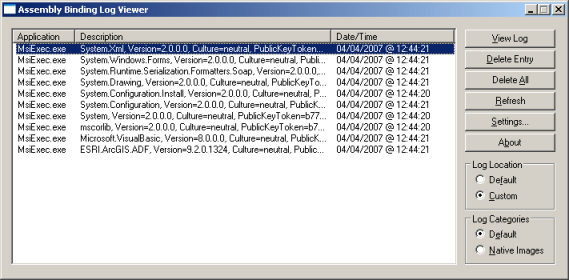 Assembly Binding Log Viewer
Application Description Date/Time
MsiExec.exe System.Xml, Version=2.0.0.0, Culture=neutral, PublicKeyToken... 04/04/2007 @ 12:44:21
MsiExec.exe System.Windows.Forms, Version=2.0.0.0, Culture=neutral, Publi... 04/04/2007 @ 12:44:21
MsiExec.exe System.Runtime.Serialization.Formatters.Soap, Version=2.0.0.0,... 04/04/2007 @ 12:44:21
MsiExec.exe System.Drawing, Version=2.0.0.0, Culture=neutral, PublicKeyTo... 04/04/2007 @ 12:44:21
MsiExec.exe System.Configuration.Install, Version=2.0.0.0, Culture=neutral, P... 04/04/2007 @ 12:44:20
MsiExec.exe System.Configuration, Version=2.0.0.0, Culture=neutral, PublicK... 04/04/2007 @ 12:44:21
MsiExec.exe System, Version=2.0.0.0, Culture=neutral, PublicKeyToken=b77... 04/04/2007 @ 12:44:20
MsiExec.exe mscorlib, Version=2.0.0.0, Culture=neutral, PublicKeyToken=b7... 04/04/2007 @ 12:44:20
MsiExec.exe Microsoft.VisualBasic, Version=8.0.0.0, Culture=neutral, Public... 04/04/2007 @ 12:44:21
MsiExec.exe ESRI.ArcGIS.ADF, Version=9.2.0.1324, Culture=neutral, Public... 04/04/2007 @ 12:44:21
View Log
Delete Entry
Delete All
Refresh
Settings...
About
Log Location
Default
Custom
Log Categories
Default
Native Images